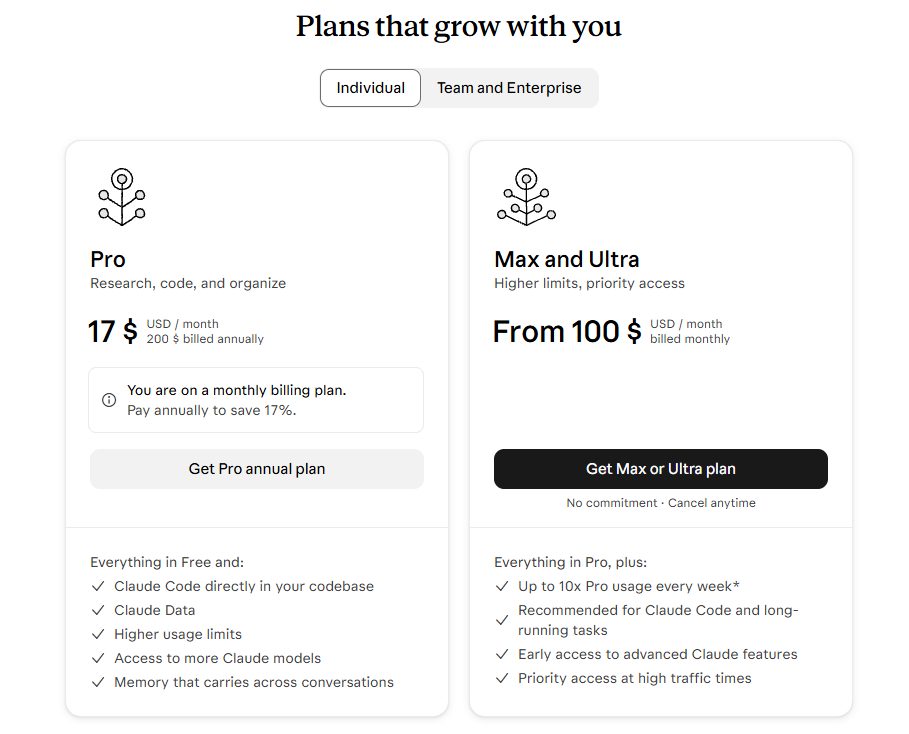 Plans that grow with you
Individual
Team and Enterprise
Pro
Research, code, and organize
17 $
USD / month
200 $ billed annually
You are on a monthly billing plan.
Pay annually to save 17%.
Get Pro annual plan
Everything in Free and:
Claude Code directly in your codebase
Claude Data
Higher usage limits
Access to more Claude models
Memory that carries across conversations
Max and Ultra
Higher limits, priority access
From 100 $
USD / month
billed monthly
Get Max or Ultra plan
No commitment · Cancel anytime
Everything in Pro, plus:
Up to 10x Pro usage every week*
Recommended for Claude Code and long-
running tasks
Early access to advanced Claude features
Priority access at high traffic times